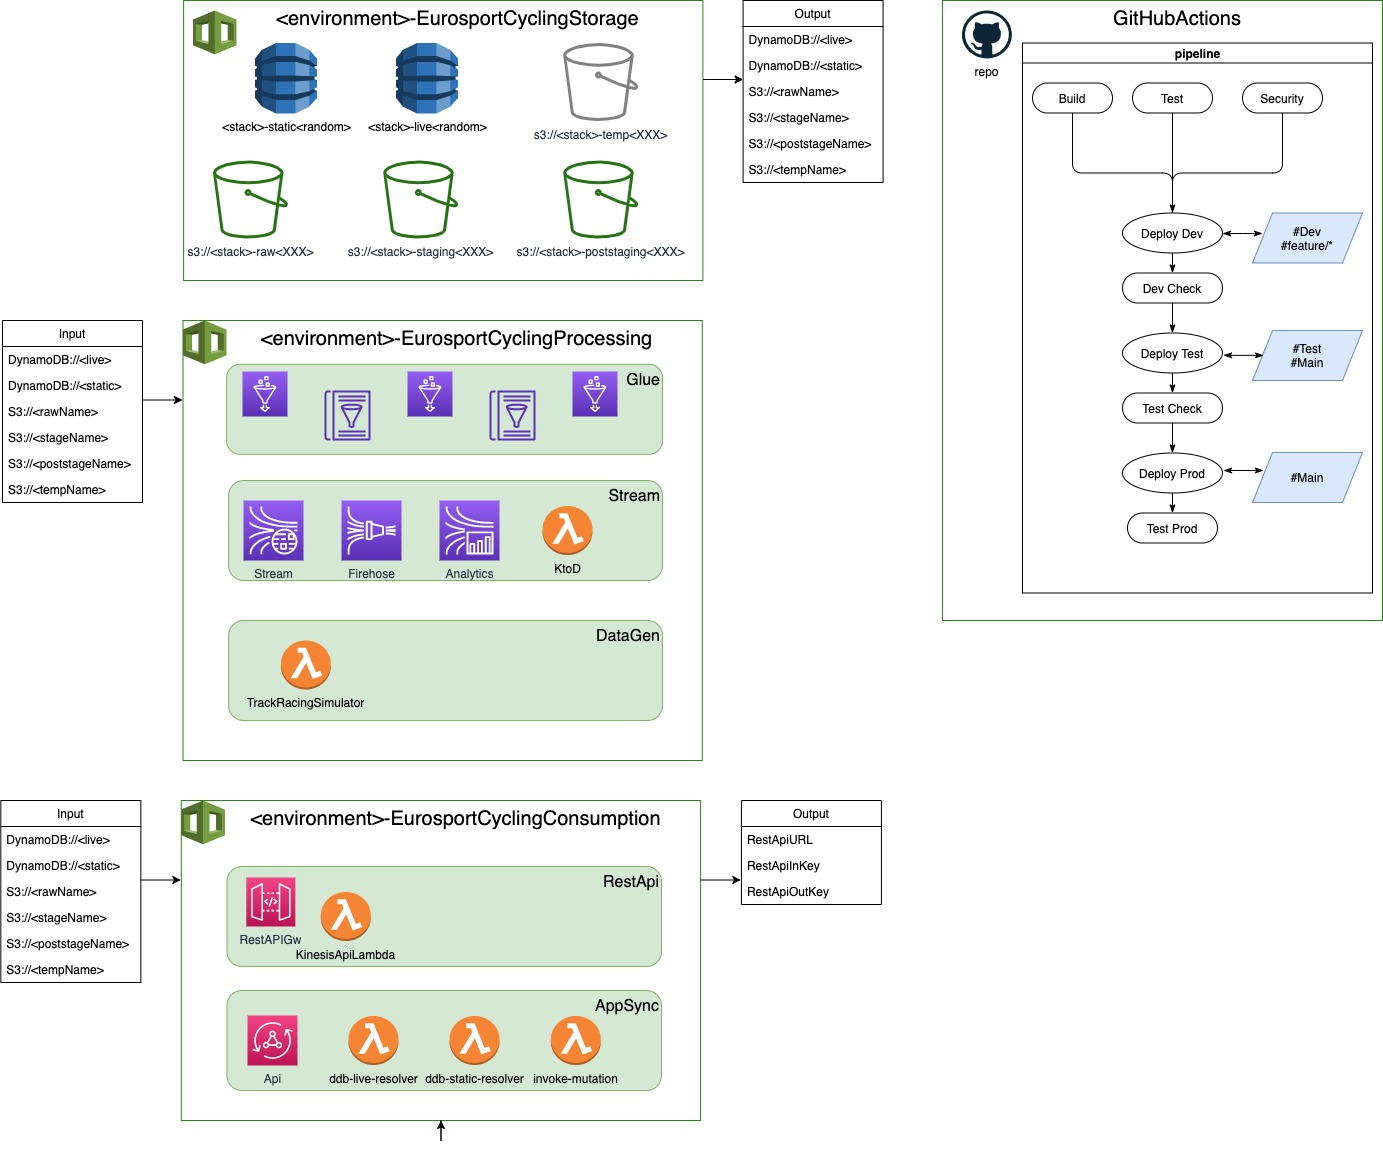 <environment>-EurosportCyclingStorage
<stack>-static<random>
<stack>-live<random>
s3://<stack>-temp<XXX>
s3://<stack>-raw<XXX>
s3://<stack>-staging<XXX>
s3://<stack>-poststaging<XXX>
Output
DynamoDB://<live>
DynamoDB://<static>
S3://<rawName>
S3://<stageName>
S3://<poststageName>
S3://<tempName>
GitHubActions
repo
pipeline
Build
Test
Security
Deploy Dev
#Dev
#feature/*
Dev Check
Deploy Test
#Test
#Main
Test Check
Deploy Prod
#Main
Test Prod
Input
DynamoDB://<live>
DynamoDB://<static>
S3://<rawName>
S3://<stageName>
S3://<poststageName>
S3://<tempName>
<environment>-EurosportCyclingProcessing
Glue
Stream
Stream
Firehose
Analytics
KtoD
DataGen
TrackRacingSimulator
Input
DynamoDB://<live>
DynamoDB://<static>
S3://<rawName>
S3://<stageName>
S3://<poststageName>
S3://<tempName>
<environment>-EurosportCyclingConsumption
RestApi
RestAPIGw
KinesisApiLambda
AppSync
Api
ddb-live-resolver
ddb-static-resolver
invoke-mutation
Output
RestApiURL
RestApiInKey
RestApiOutKey